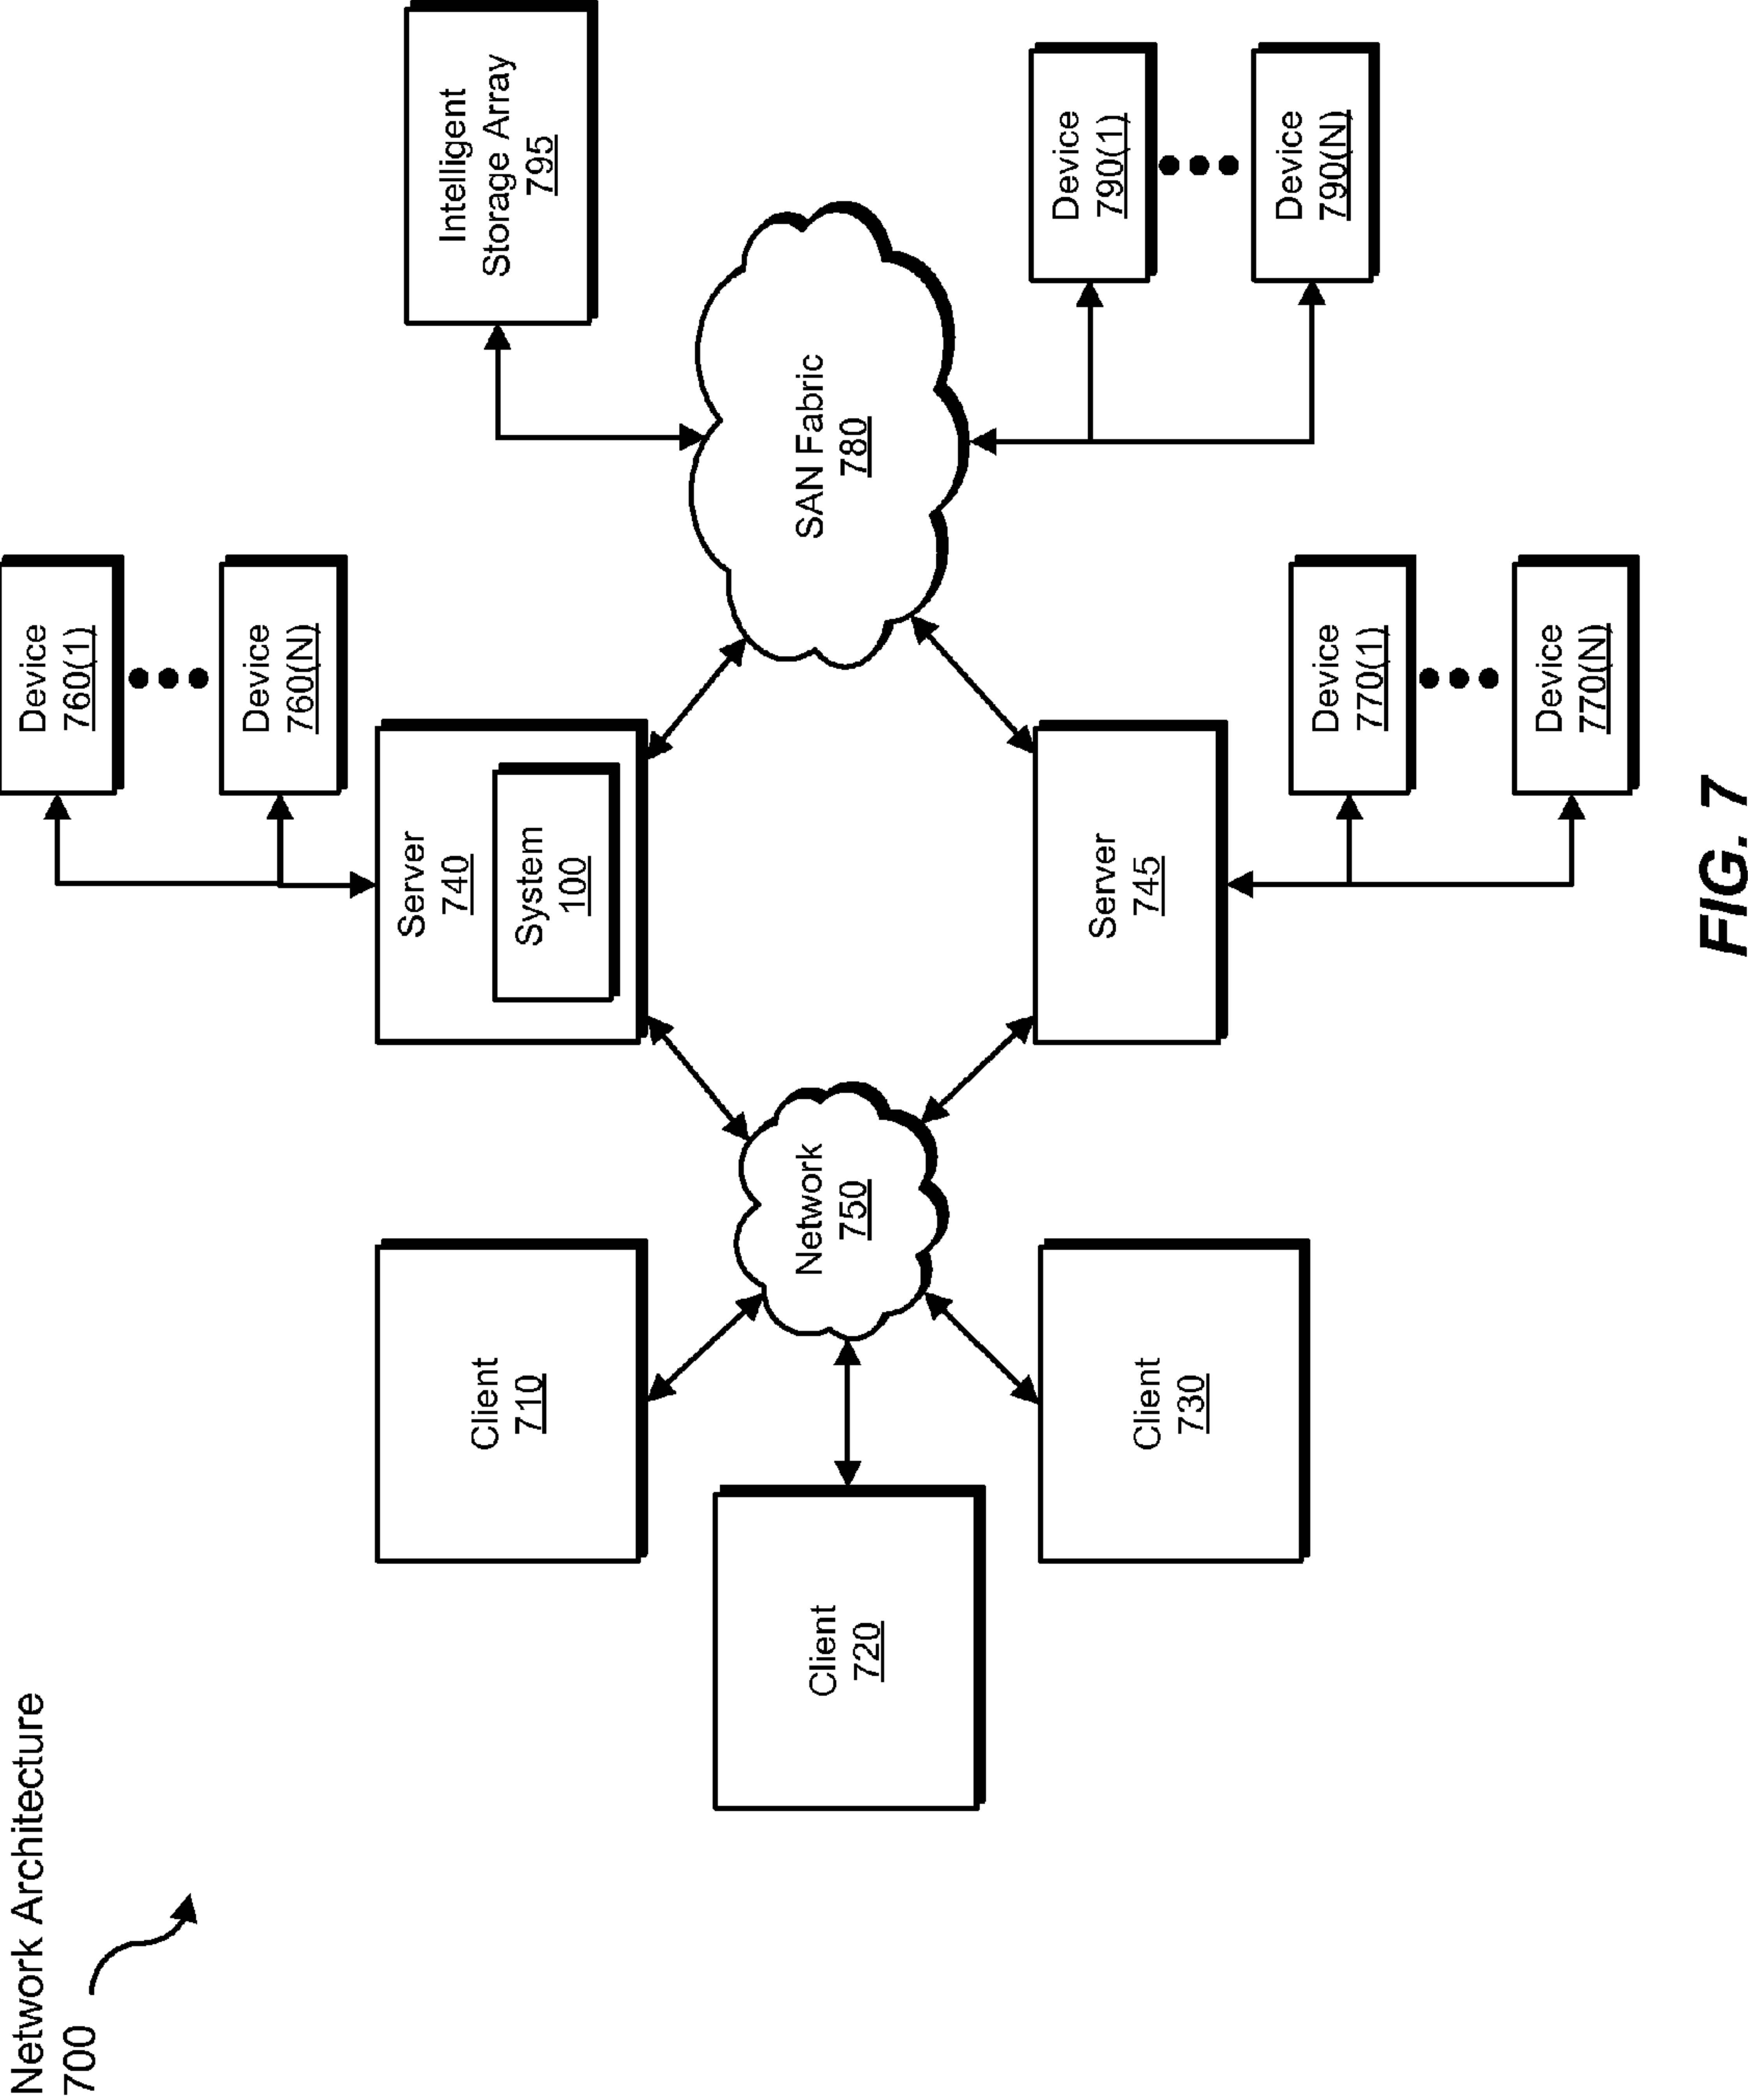 Network Architecture
700
Client
710
Client
720
Client
730
Network
750
Server
740
System
100
Server
745
Device
760(1)
Device
760(N)
Device
770(1)
Device
770(N)
SAN Fabric
780
Intelligent
Storage Array
795
Device
790(1)
Device
790(N)
FIG. 7